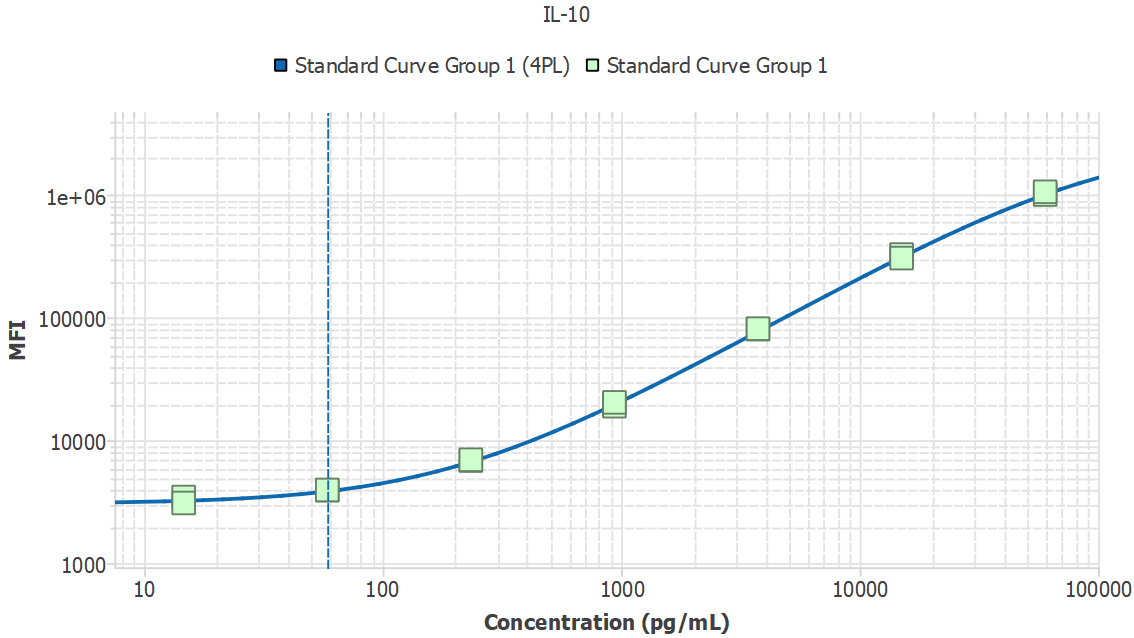 IL-10
Standard Curve Group 1 (4PL) Standard Curve Group 1
1e+06
100000
10000
1000
MFI
10 100 1000 10000 100000
Concentration (pg/mL)